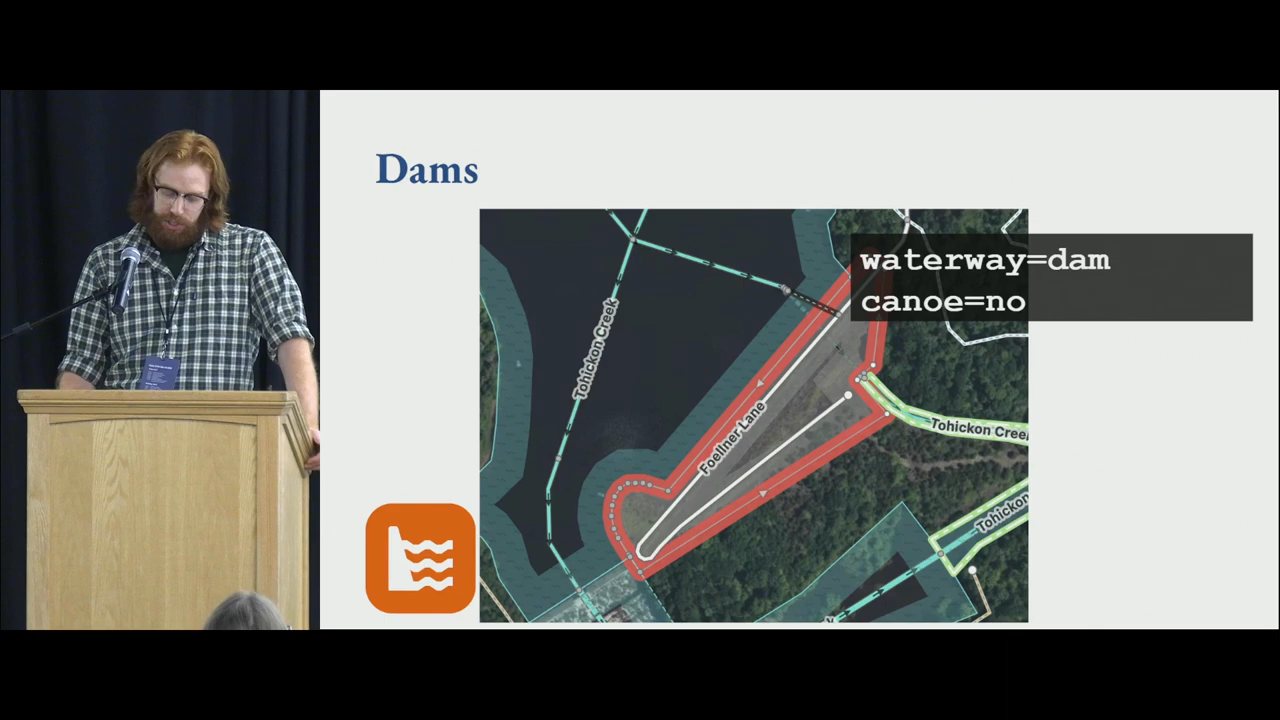 Dams
waterway=dam
canoe=no
Tohickon Creek
Foellner Lane
Tohickon Creek
Tohickon